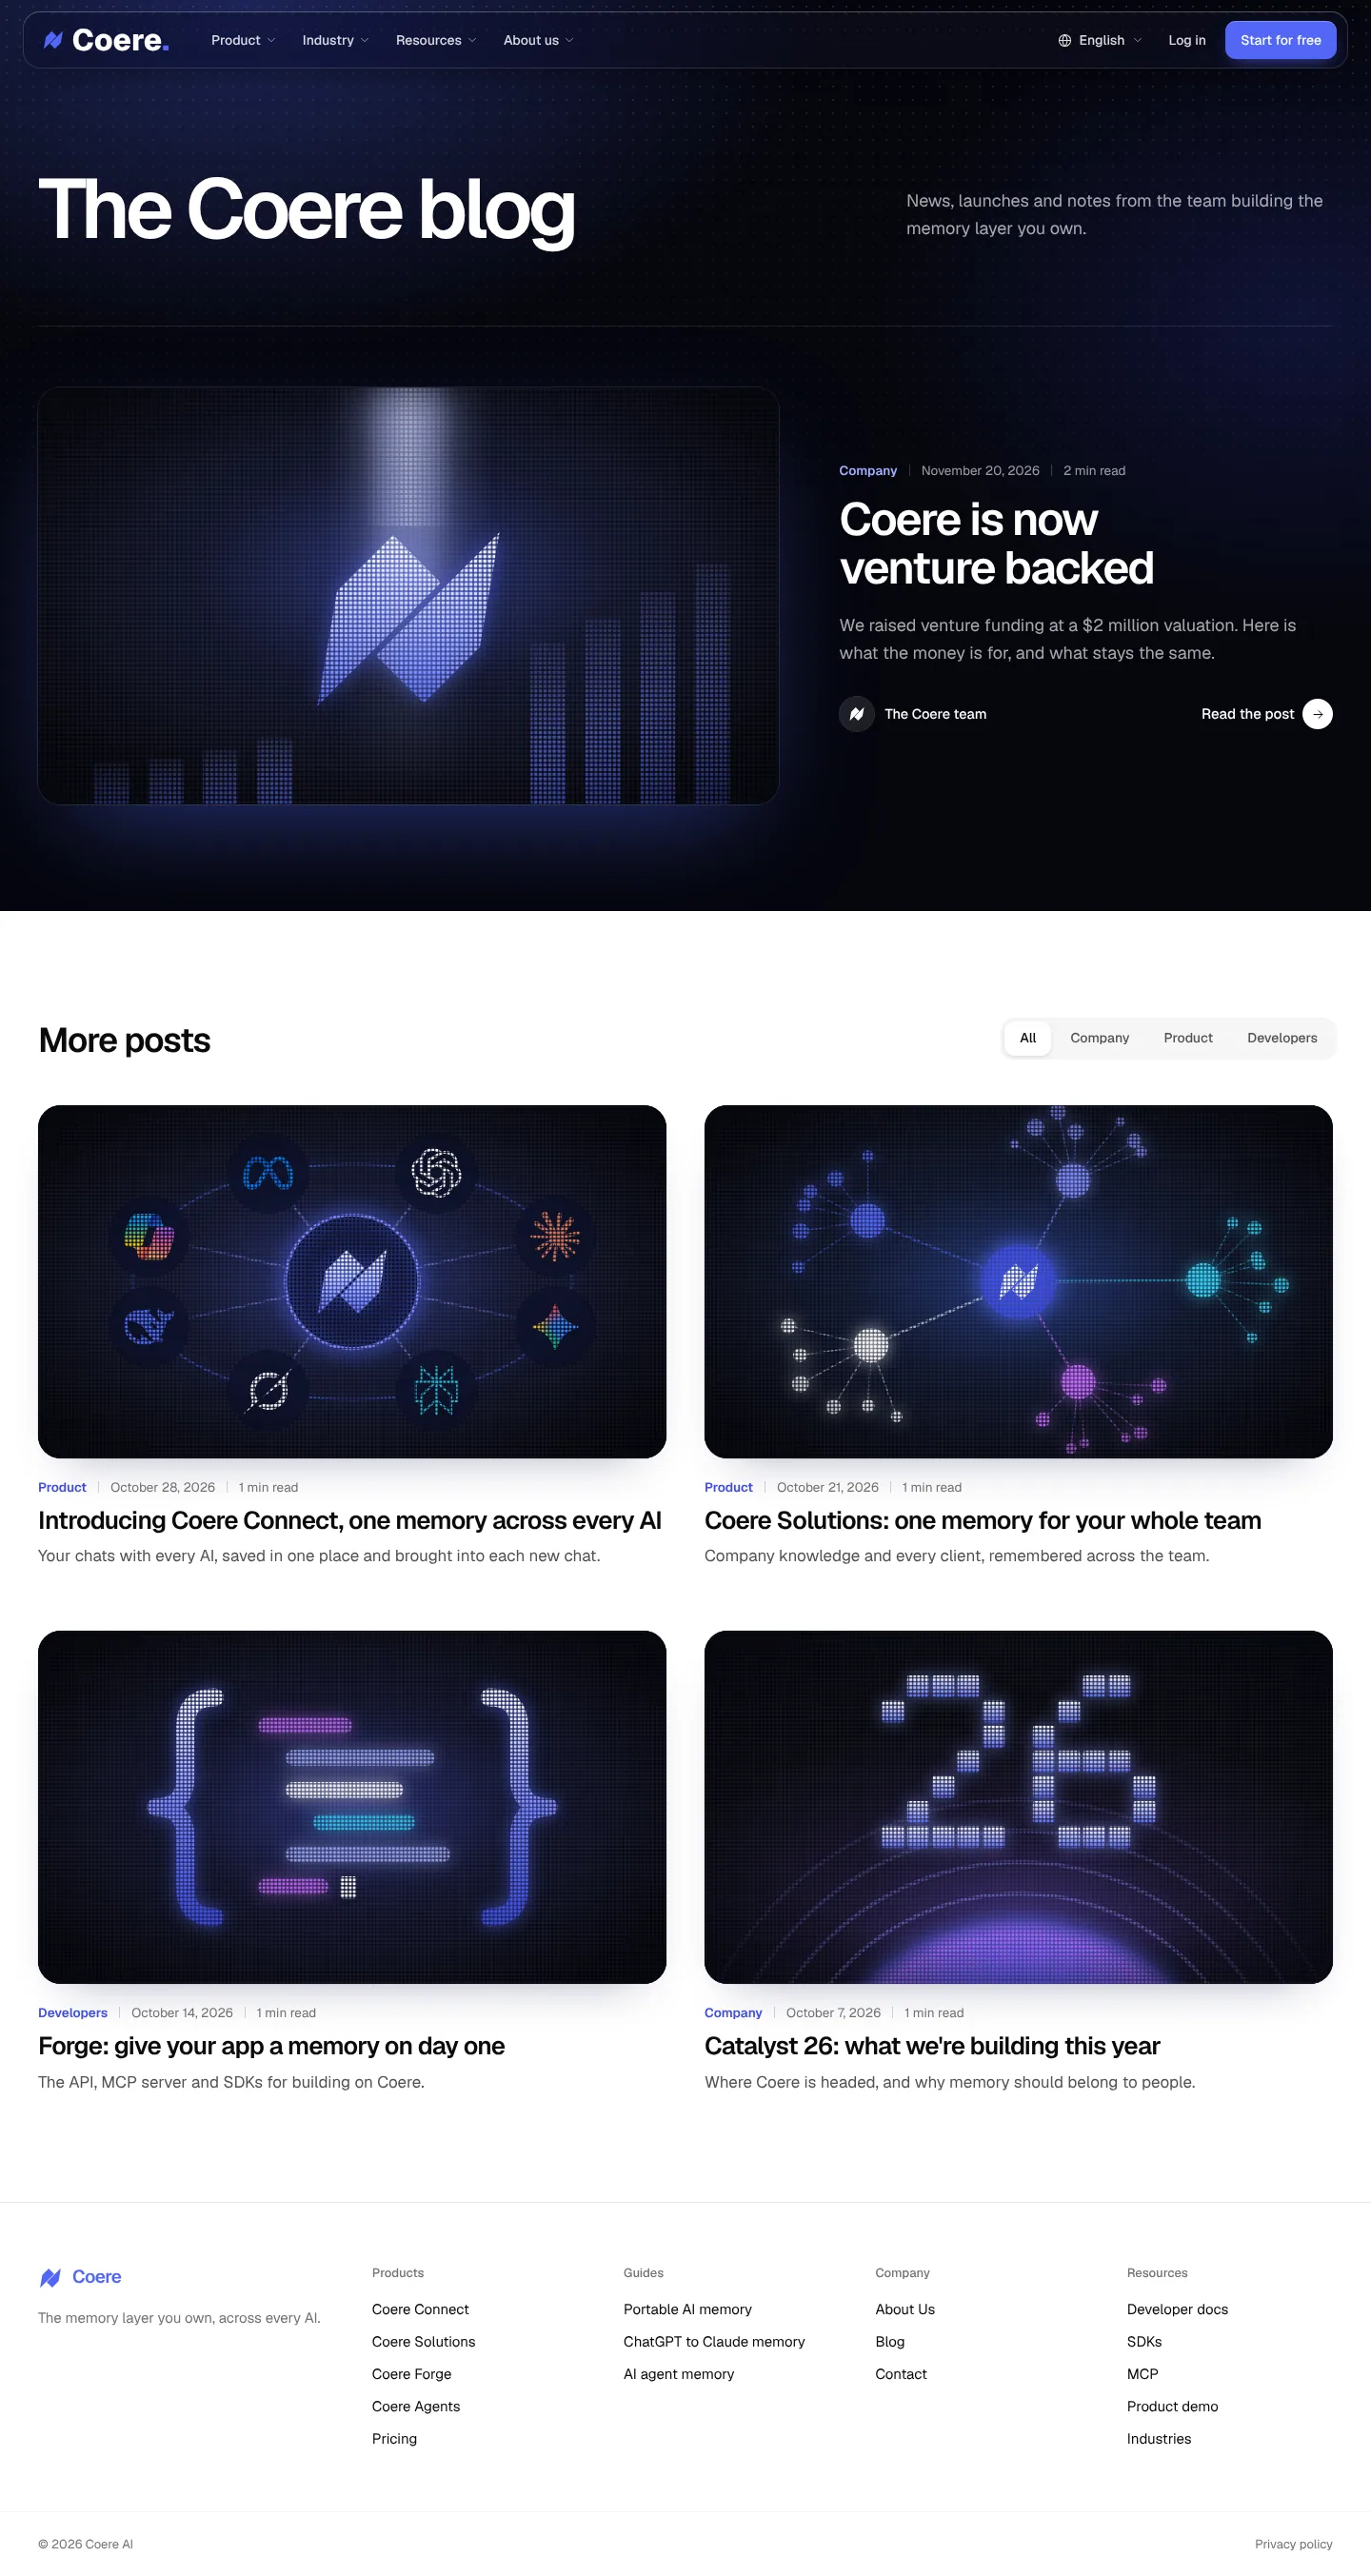 Coere.
Product
Industry
Resources
About us
English
Log in
Start for free
The Coere blog
News, launches and notes from the team building the
memory layer you own.
Company
November 20, 2026
2 min read
Coere is now
venture backed
We raised venture funding at a $2 million valuation. Here is
what the money is for, and what stays the same.
The Coere team
Read the post
More posts
All
Company
Product
Developers
Product
October 28, 2026
1 min read
Introducing Coere Connect, one memory across every AI
Your chats with every AI, saved in one place and brought into each new chat.
Product
October 21, 2026
1 min read
Coere Solutions: one memory for your whole team
Company knowledge and every client, remembered across the team.
26
Developers
October 14, 2026
1 min read
Forge: give your app a memory on day one
The API, MCP server and SDKs for building on Coere.
Company
October 7, 2026
1 min read
Catalyst 26: what we're building this year
Where Coere is headed, and why memory should belong to people.
Coere
The memory layer you own, across every AI.
Products
Coere Connect
Coere Solutions
Coere Forge
Coere Agents
Pricing
Guides
Portable AI memory
ChatGPT to Claude memory
AI agent memory
Company
About Us
Blog
Contact
Resources
Developer docs
SDKs
MCP
Product demo
Industries
© 2026 Coere AI
Privacy policy